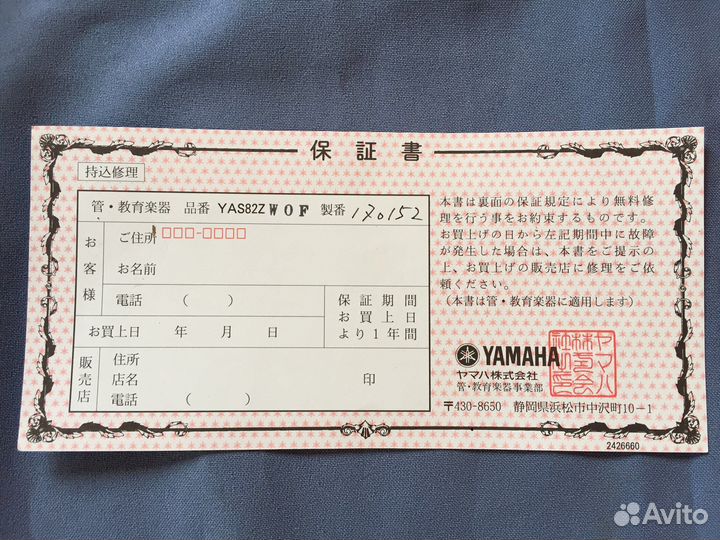 保証書
持込修理
管・教育楽器 品番 YAS82Z WOF 製番 170152
お客様
ご住所 □□□-□□□□
お名前
電話 ( )
保証期間
お買上日
より1年間
お買上日 年 月 日
販売店
住所
店名 印
電話 ( )
本書は裏面の保証規定により無料修
理を行う事をお約束するものです。
お買上げの日から左記期間中に故障
が発生した場合は、本書をご提示の
上、お買上げの販売店に修理をご依
頼ください。
(本書は管・教育楽器に適用します)
YAMAHA
ヤマハ株式会社
管・教育楽器事業部
〒430-8650 静岡県浜松市中沢町10-1
2426660
Avito